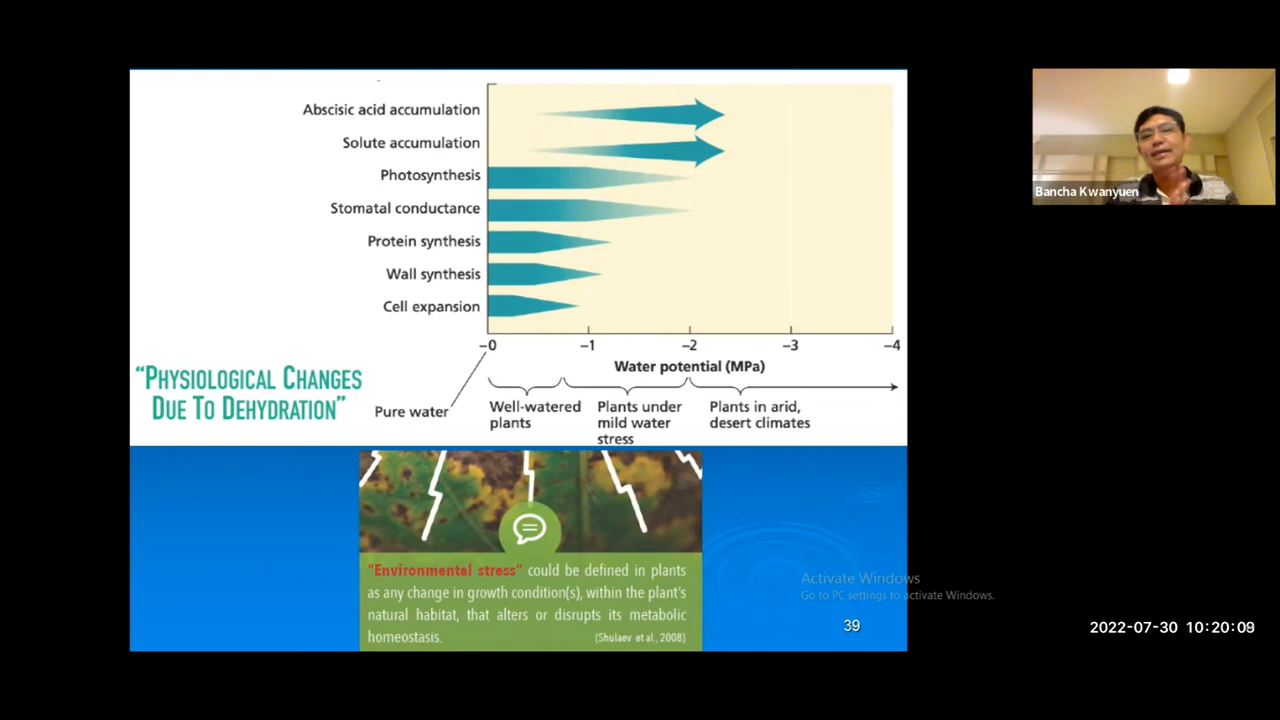 Abscisic acid accumulation
Solute accumulation
Photosynthesis
Stomatal conductance
Protein synthesis
Wall synthesis
Cell expansion
–0 –1 –2 –3 –4
Water potential (MPa)
"PHYSIOLOGICAL CHANGES
DUE TO DEHYDRATION"
Pure water
Well-watered
plants
Plants under
mild water
stress
Plants in arid,
desert climates
"Environmental stress" could be defined in plants
as any change in growth condition(s), within the plant's
natural habitat, that alters or disrupts its metabolic
homeostasis. (Shulaev et al., 2008)
39
Bancha Kwanyuen
Activate Windows
Go to PC settings to activate Windows.
2022-07-30 10:20:09